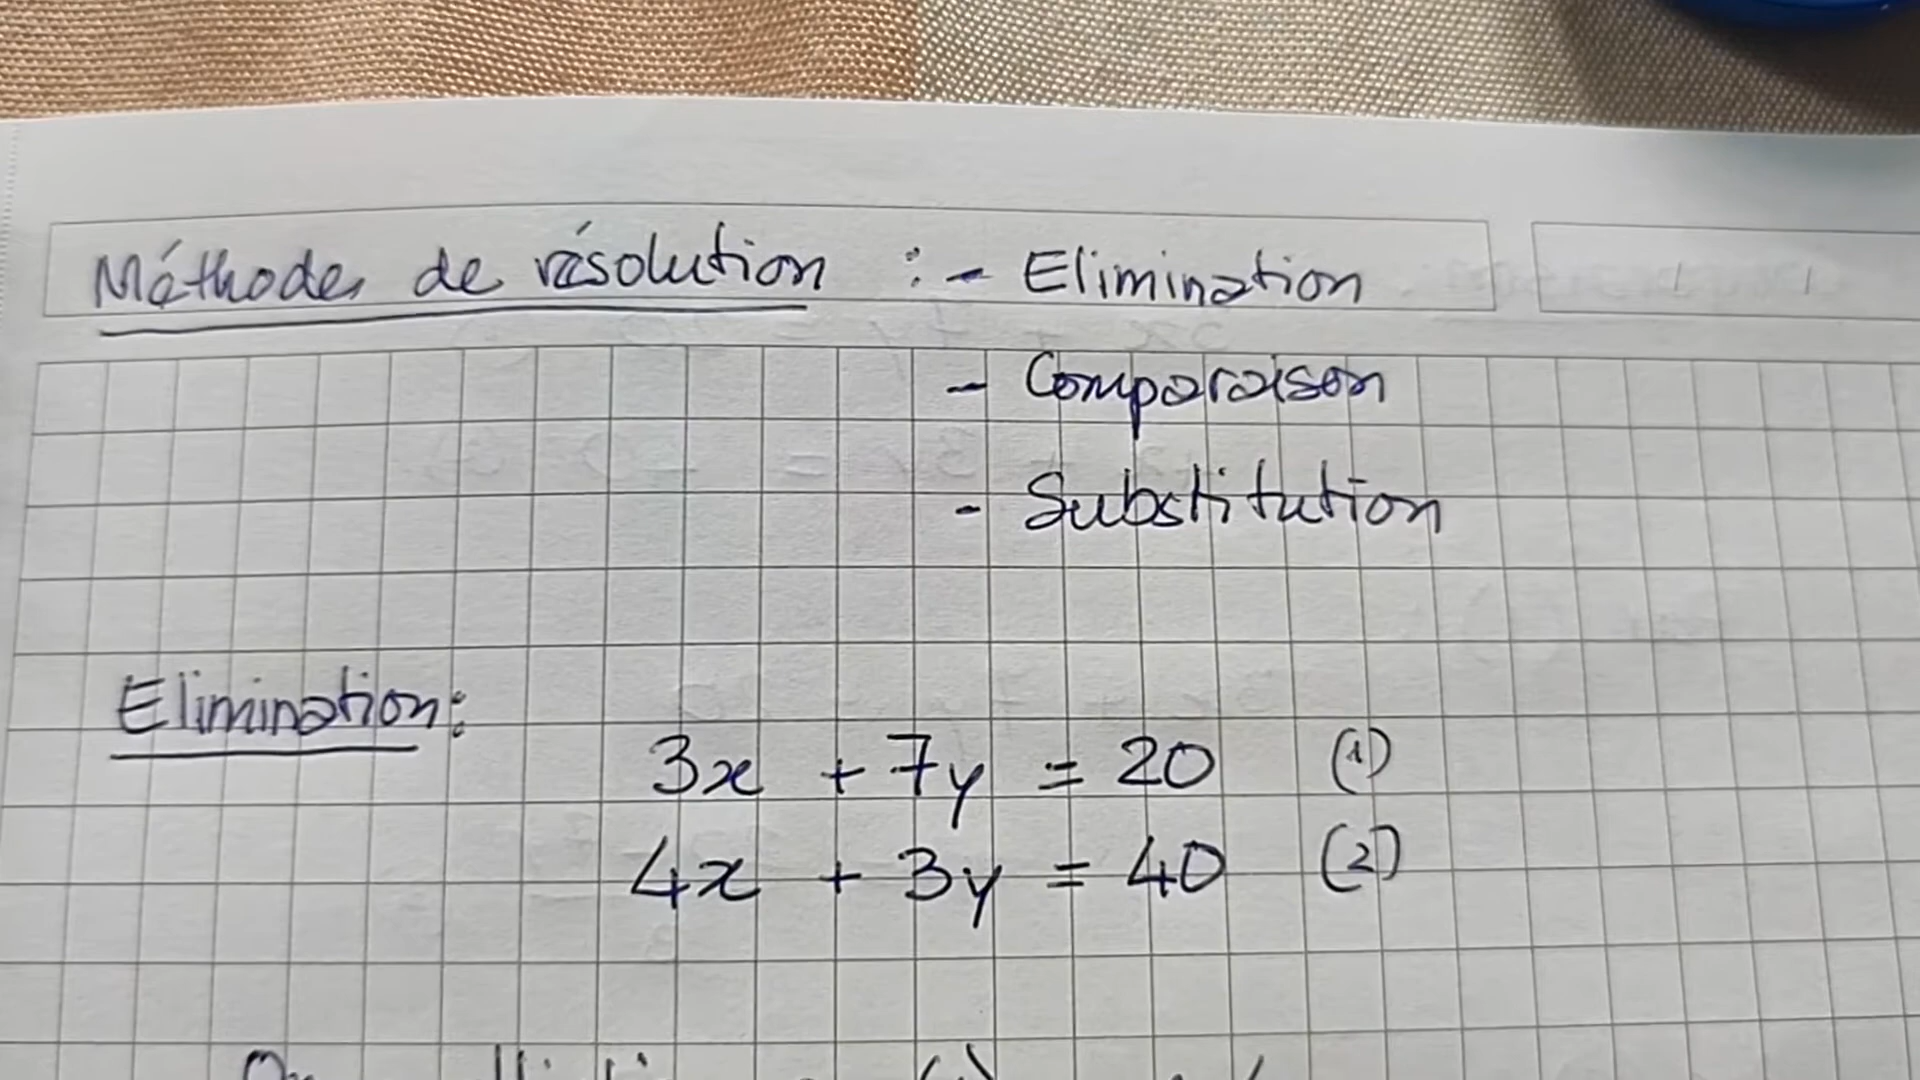 Méthodes de résolution : - Elimination
- Comparaison
- Substitution
Elimination:
3x + 7y = 20 (1)
4x + 3y = 40 (2)